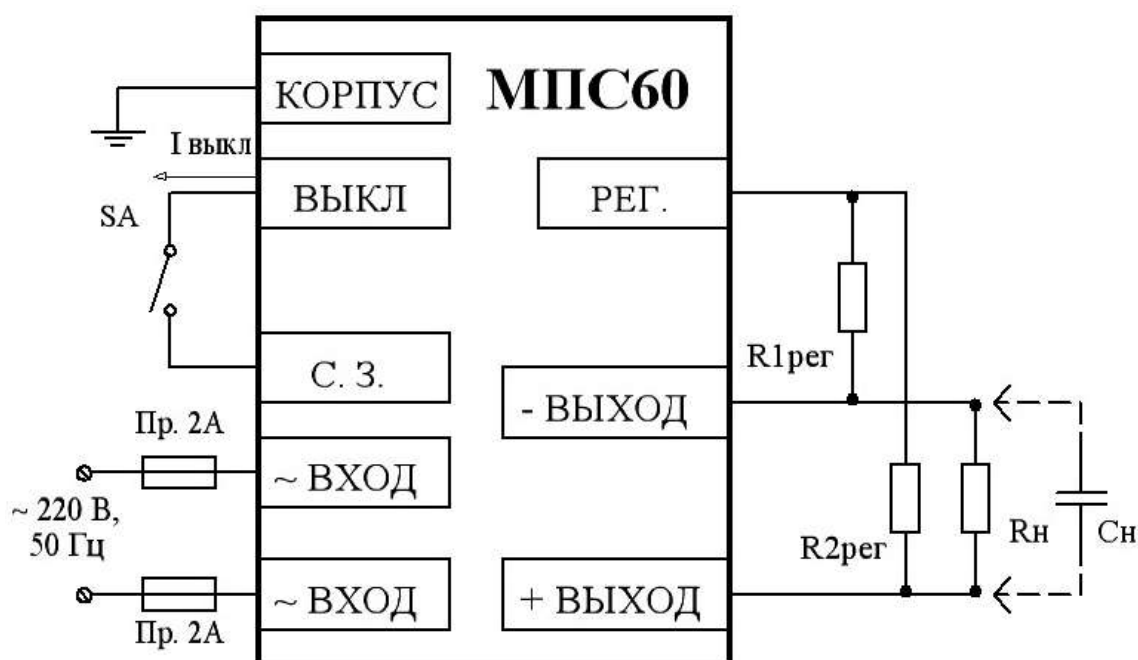 КОРПУС
МПС60
I выкл
ВЫКЛ
РЕГ.
SA
R1рег
С. З.
- ВЫХОД
Пр. 2А
~ ВХОД
~ 220 В,
50 Гц
R2рег
Rн
Сн
~ ВХОД
+ ВЫХОД
Пр. 2А